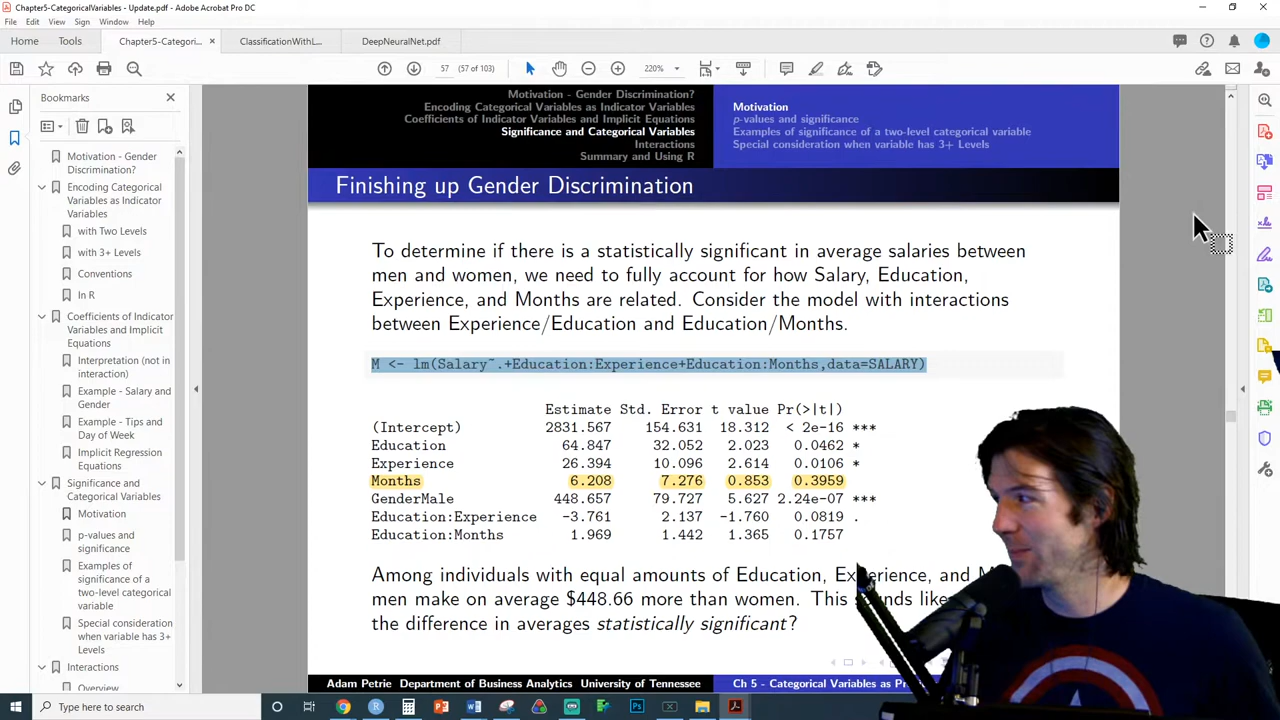 Chapter5-CategoricalVariables - Update.pdf - Adobe Acrobat Pro DC
File Edit View Sign Window Help
Home Tools Chapter5-Categori... ClassificationWithL... DeepNeuralNet.pdf
57 (57 of 103) 220%
Bookmarks
Motivation - Gender
Discrimination?
Encoding Categorical
Variables as Indicator
Variables
with Two Levels
with 3+ Levels
Conventions
In R
Coefficients of Indicator
Variables and Implicit
Equations
Interpretation (not in
interaction)
Example - Salary and
Gender
Example - Tips and
Day of Week
Implicit Regression
Equations
Significance and
Categorical Variables
Motivation
p-values and
significance
Examples of
significance of a
two-level categorical
variable
Special consideration
when variable has 3+
Levels
Interactions
Overview
Motivation - Gender Discrimination?
Encoding Categorical Variables as Indicator Variables
Coefficients of Indicator Variables and Implicit Equations
Significance and Categorical Variables
Interactions
Summary and Using R
Motivation
p-values and significance
Examples of significance of a two-level categorical variable
Special consideration when variable has 3+ Levels
Finishing up Gender Discrimination
To determine if there is a statistically significant in average salaries between
men and women, we need to fully account for how Salary, Education,
Experience, and Months are related. Consider the model with interactions
between Experience/Education and Education/Months.
M <- lm(Salary~.+Education:Experience+Education:Months,data=SALARY)
Estimate Std. Error t value Pr(>|t|)
(Intercept) 2831.567 154.631 18.312 < 2e-16 ***
Education 64.847 32.052 2.023 0.0462 *
Experience 26.394 10.096 2.614 0.0106 *
Months 6.208 7.276 0.853 0.3959
GenderMale 448.657 79.727 5.627 2.24e-07 ***
Education:Experience -3.761 2.137 -1.760 0.0819 .
Education:Months 1.969 1.442 1.365 0.1757
Among individuals with equal amounts of Education, Experience, and
men make on average $448.66 more than women. This sounds
the difference in averages statistically significant?
Adam Petrie Department of Business Analytics University of Tennessee
Ch 5 - Categorical Variables as
Type here to search